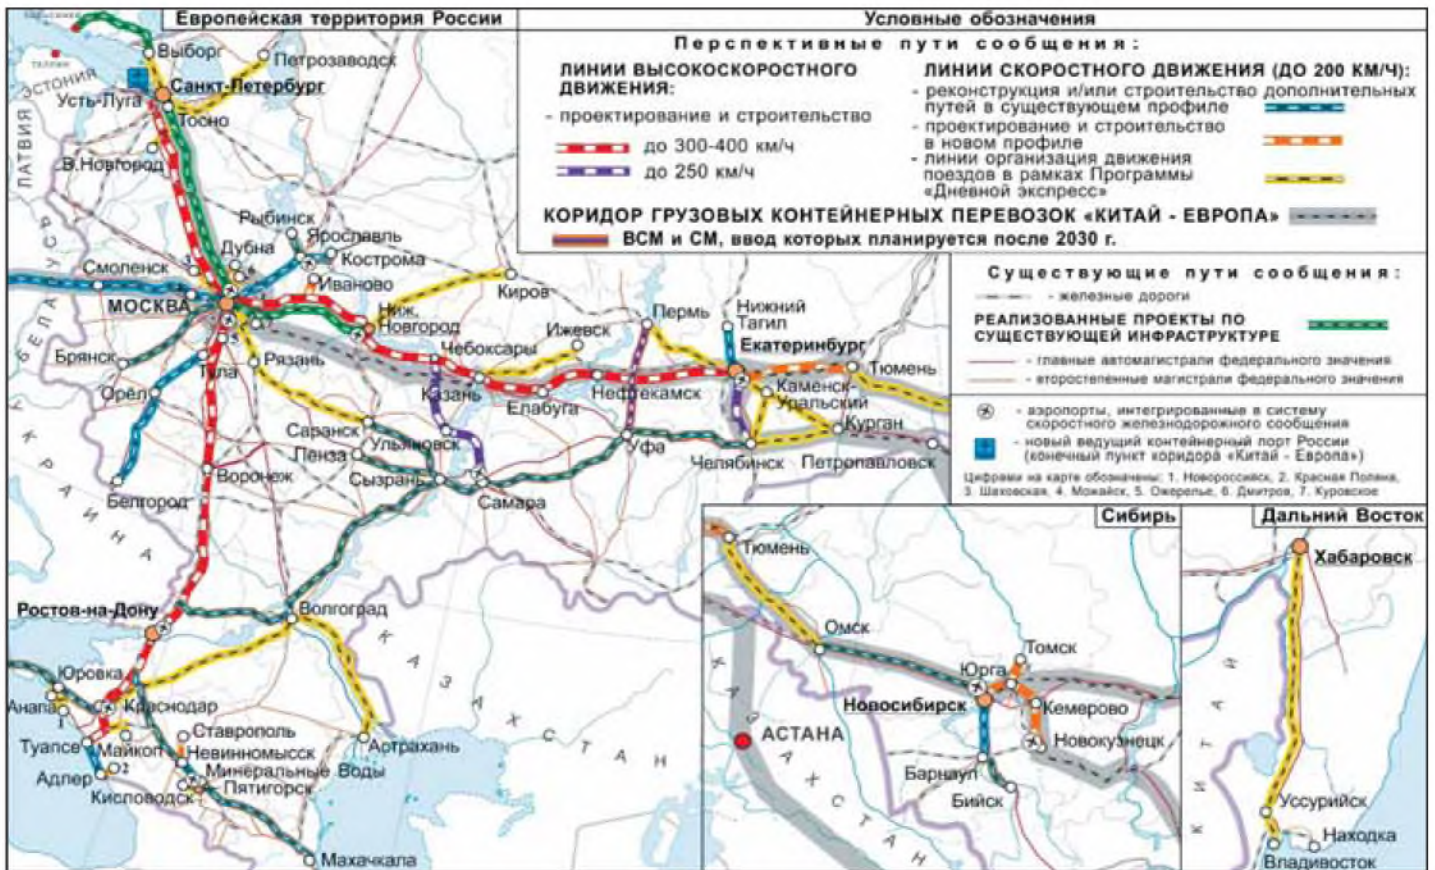 Европейская территория России
Условные обозначения
Перспективные пути сообщения:
ЛИНИИ ВЫСОКОСКОРОСТНОГО
ДВИЖЕНИЯ:
- проектирование и строительство
до 300-400 км/ч
до 250 км/ч
ЛИНИИ СКОРОСТНОГО ДВИЖЕНИЯ (ДО 200 КМ/Ч):
- реконструкция и/или строительство дополнительных
путей в существующем профиле
- проектирование и строительство
в новом профиле
- линии организация движения
поездов в рамках Программы
«Дневной экспресс»
КОРИДОР ГРУЗОВЫХ КОНТЕЙНЕРНЫХ ПЕРЕВОЗОК «КИТАЙ - ЕВРОПА»
ВСМ и СМ, ввод которых планируется после 2030 г.
Существующие пути сообщения:
- железные дороги
РЕАЛИЗОВАННЫЕ ПРОЕКТЫ ПО
СУЩЕСТВУЮЩЕЙ ИНФРАСТРУКТУРЕ
- главные автомагистрали федерального значения
- второстепенные магистрали федерального значения
- аэропорты, интегрированные в систему
скоростного железнодорожного сообщения
- новый ведущий контейнерный порт России
(конечный пункт коридора «Китай - Европа»)
Цифрами на карте обозначены: 1. Новороссийск, 2. Красная Поляна,
3. Шаховская, 4. Можайск, 5. Ожерелье, 6. Дмитров, 7. Куровское
Выборг
Петрозаводск
ТАЛЛИН
ЭСТОНИЯ
Санкт-Петербург
Усть-Луга
Тосно
ЛАТВИЯ
В.Новгород
Рыбинск
Ярославль
Дубна
Кострома
Смоленск
Иваново
Киров
МОСКВА
БЕЛАРУСЬ
Ниж.
Новгород
Пермь
Нижний
Тагил
Ижевск
Екатеринбург
Чебоксары
Брянск
Тула
Рязань
Тюмень
Казань
Елабуга
Нефтекамск
Каменск-
Уральский
Орёл
Саранск
Ульяновск
Курган
Пенза
Уфа
Челябинск
Петропавловск
УКРАИНА
Воронеж
Сызрань
Белгород
Самара
Ростов-на-Дону
Волгоград
КАЗАХСТАН
Юровка
Анапа
1
Краснодар
Ставрополь
Артрахань
Туапсе
Майкоп
Невинномысск
2
Минеральные Воды
Адлер
Кисловодск
Пятигорск
Махачкала
Сибирь
Тюмень
Омск
Томск
Юрга
Новосибирск
Кемерово
АСТАНА
Новокузнецк
КАЗАХСТАН
Барнаул
Бийск
Дальний Восток
Хабаровск
КИТАЙ
Уссурийск
Находка
Владивосток